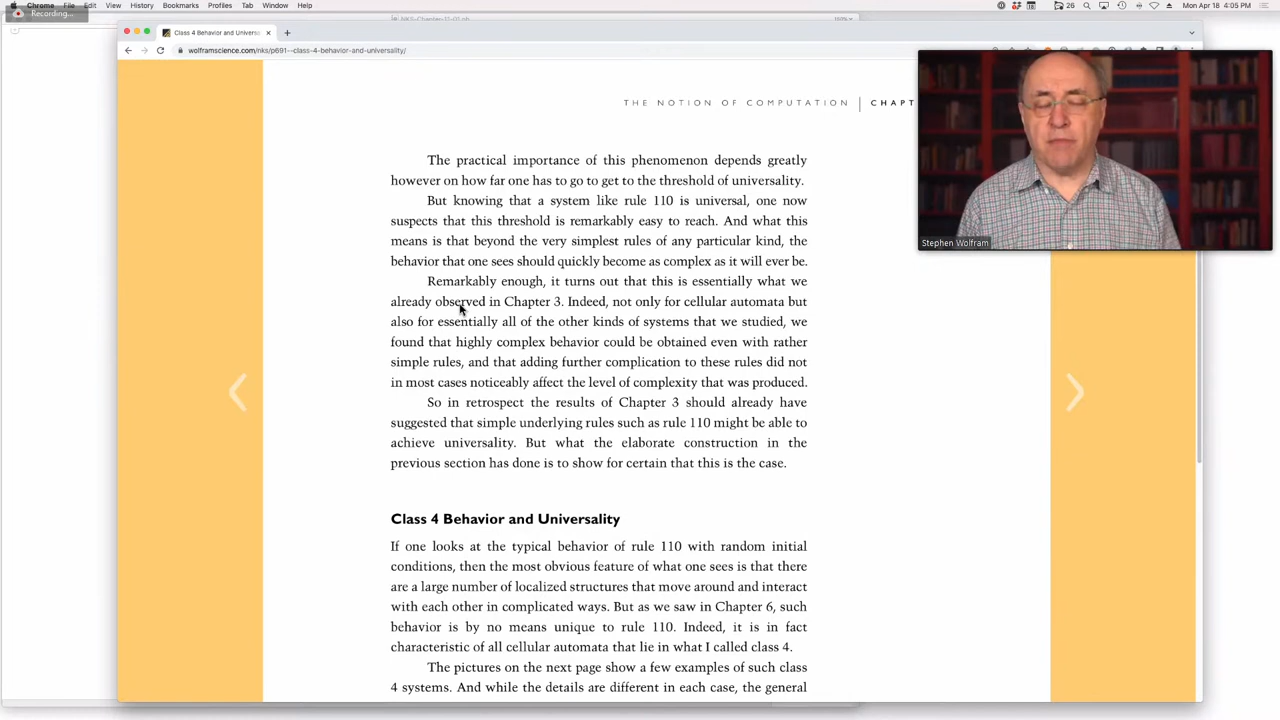 Chrome File Edit View History Bookmarks Profiles Tab Window Help
26
Mon Apr 18 4:05 PM
Recording...
NKS-Chapter-11-01.nb
Class 4 Behavior and Universa
wolframscience.com/nks/p691--class-4-behavior-and-universality/
THE NOTION OF COMPUTATION | CHAPT
The practical importance of this phenomenon depends greatly
however on how far one has to go to get to the threshold of universality.
But knowing that a system like rule 110 is universal, one now
suspects that this threshold is remarkably easy to reach. And what this
means is that beyond the very simplest rules of any particular kind, the
behavior that one sees should quickly become as complex as it will ever be.
Remarkably enough, it turns out that this is essentially what we
already observed in Chapter 3. Indeed, not only for cellular automata but
also for essentially all of the other kinds of systems that we studied, we
found that highly complex behavior could be obtained even with rather
simple rules, and that adding further complication to these rules did not
in most cases noticeably affect the level of complexity that was produced.
So in retrospect the results of Chapter 3 should already have
suggested that simple underlying rules such as rule 110 might be able to
achieve universality. But what the elaborate construction in the
previous section has done is to show for certain that this is the case.
Class 4 Behavior and Universality
If one looks at the typical behavior of rule 110 with random initial
conditions, then the most obvious feature of what one sees is that there
are a large number of localized structures that move around and interact
with each other in complicated ways. But as we saw in Chapter 6, such
behavior is by no means unique to rule 110. Indeed, it is in fact
characteristic of all cellular automata that lie in what I called class 4.
The pictures on the next page show a few examples of such class
4 systems. And while the details are different in each case, the general
Stephen Wolfram